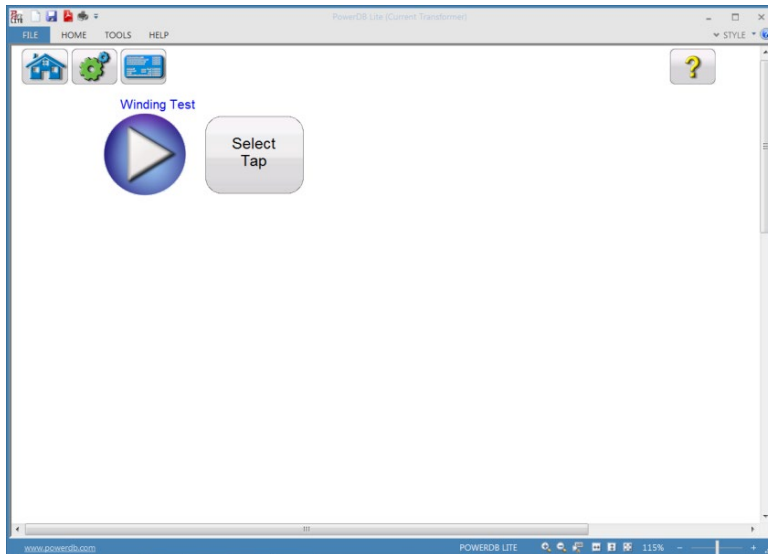 PowerDB Lite (Current Transformer)
FILE HOME TOOLS HELP
STYLE
?
Winding Test
Select
Tap
www.powerdb.com
POWERDB LITE 115%